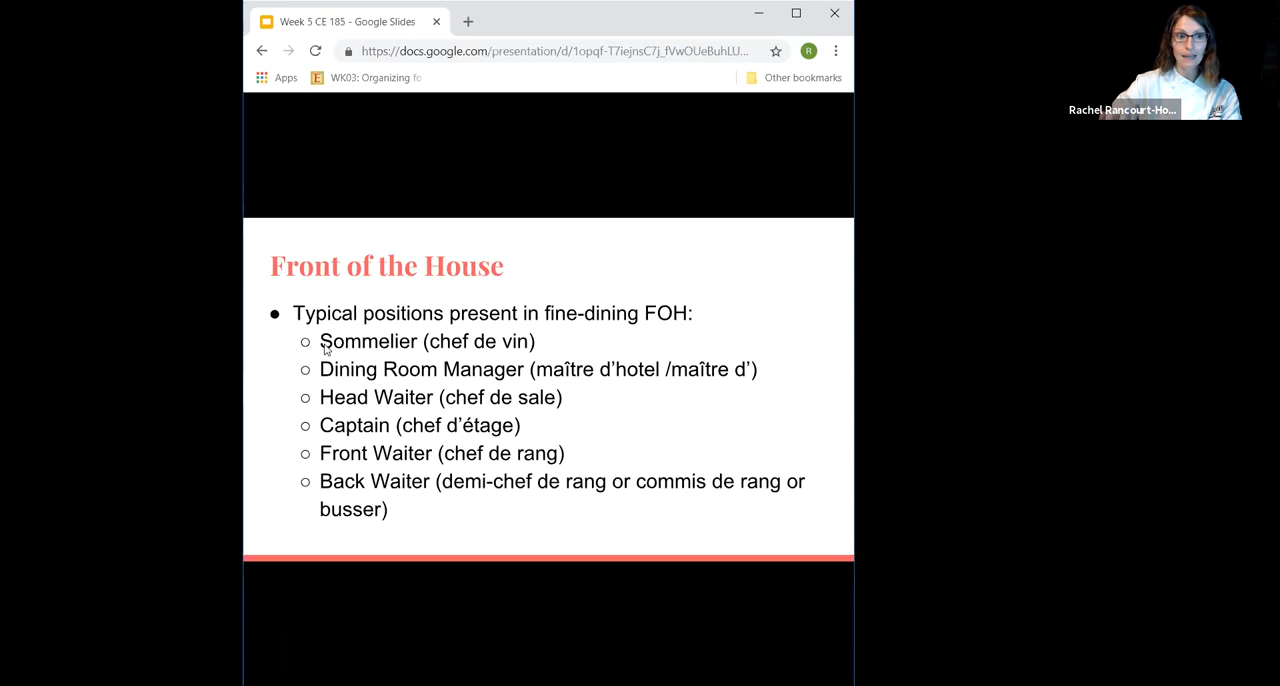 Week 5 CE 185 - Google Slides
https://docs.google.com/presentation/d/1opqf-T7iejnsC7j_fVwOUeBuhLU...
R
Apps
WK03: Organizing fo
Other bookmarks
Rachel Rancourt-Ho...
Front of the House
● Typical positions present in fine-dining FOH:
○ Sommelier (chef de vin)
○ Dining Room Manager (maître d’hotel /maître d’)
○ Head Waiter (chef de sale)
○ Captain (chef d’étage)
○ Front Waiter (chef de rang)
○ Back Waiter (demi-chef de rang or commis de rang or
busser)